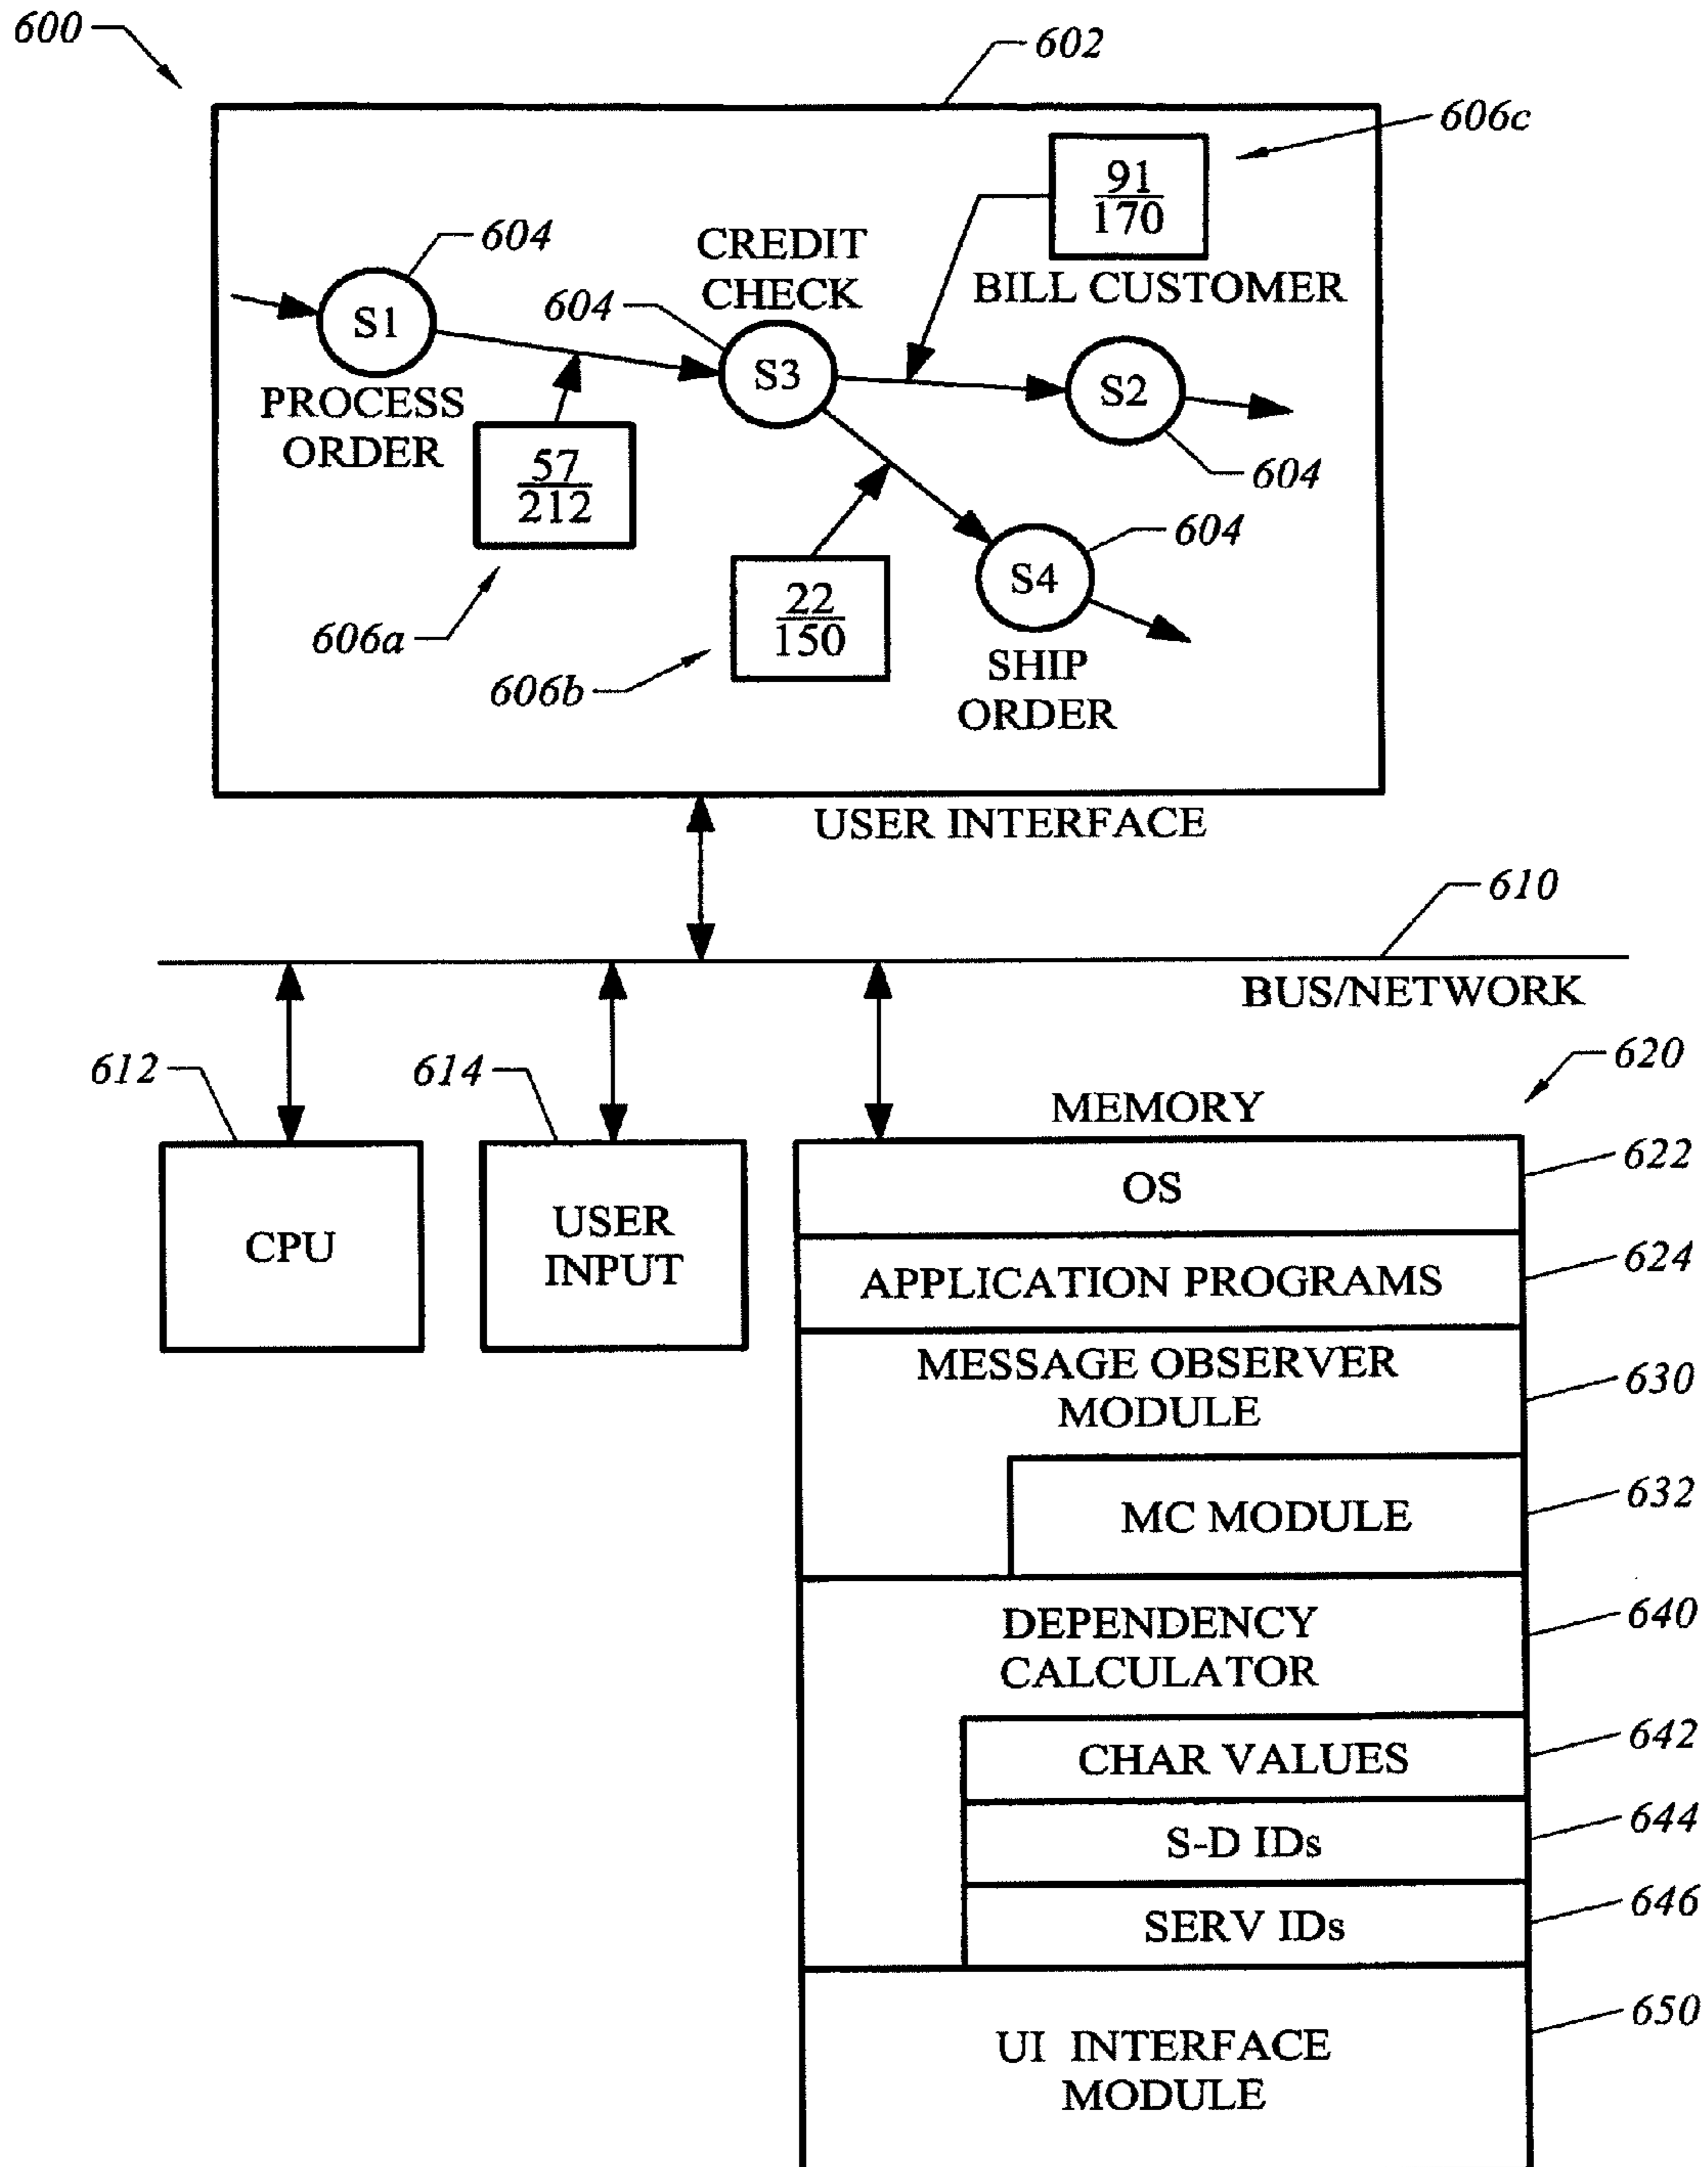 600
602
606c
91
170
604
CREDIT
CHECK
BILL CUSTOMER
604
S1
S3
S2
PROCESS
ORDER
57
212
604
604
S4
22
150
606a
606b
SHIP
ORDER
USER INTERFACE
610
BUS/NETWORK
612
614
620
MEMORY
CPU
USER
INPUT
OS
622
APPLICATION PROGRAMS
624
MESSAGE OBSERVER
MODULE
630
MC MODULE
632
DEPENDENCY
CALCULATOR
640
CHAR VALUES
642
S-D IDs
644
SERV IDs
646
UI INTERFACE
MODULE
650